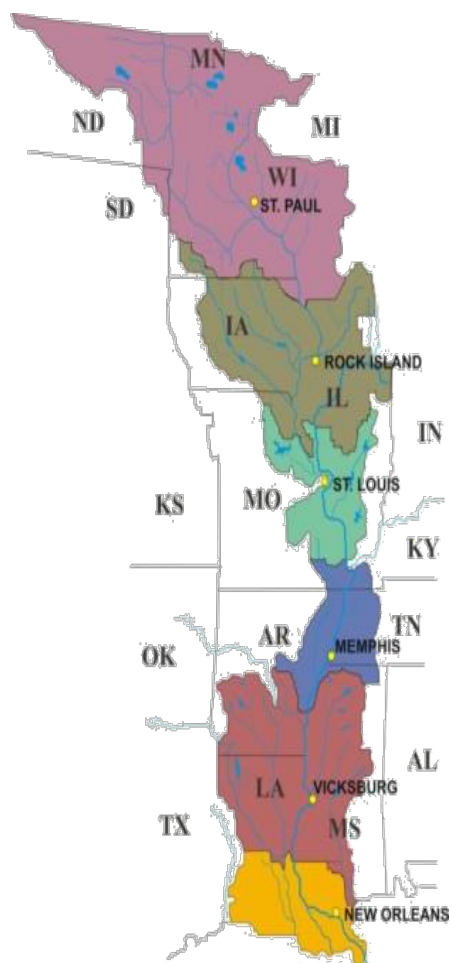 MN
ND
MI
WI
SD
ST. PAUL
IA
ROCK ISLAND
IL
IN
ST. LOUIS
MO
KS
KY
TN
AR
MEMPHIS
OK
AL
LA
VICKSBURG
TX
MS
NEW ORLEANS